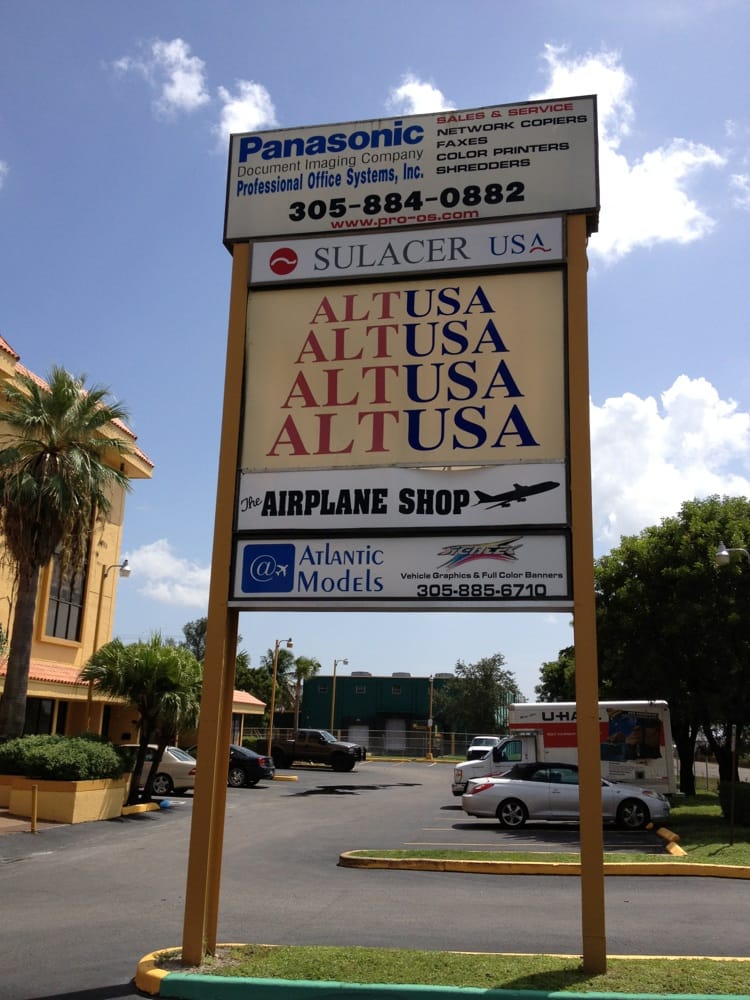 Panasonic
Document Imaging Company
Professional Office Systems, Inc.
SALES & SERVICE
NETWORK COPIERS
FAXES
COLOR PRINTERS
SHREDDERS
305-884-0882
www.pro-os.com
SULACER USA
ALTUSA
ALTUSA
ALTUSA
ALTUSA
The AIRPLANE SHOP
@ Atlantic
Models
Vehicle Graphics & Full Color Banners
305-885-6710
U-HA